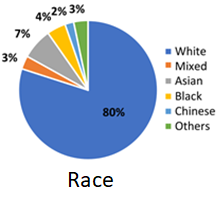 4% 2% 3%
7%
3%
80%
White
Mixed
Asian
Black
Chinese
Others
Race